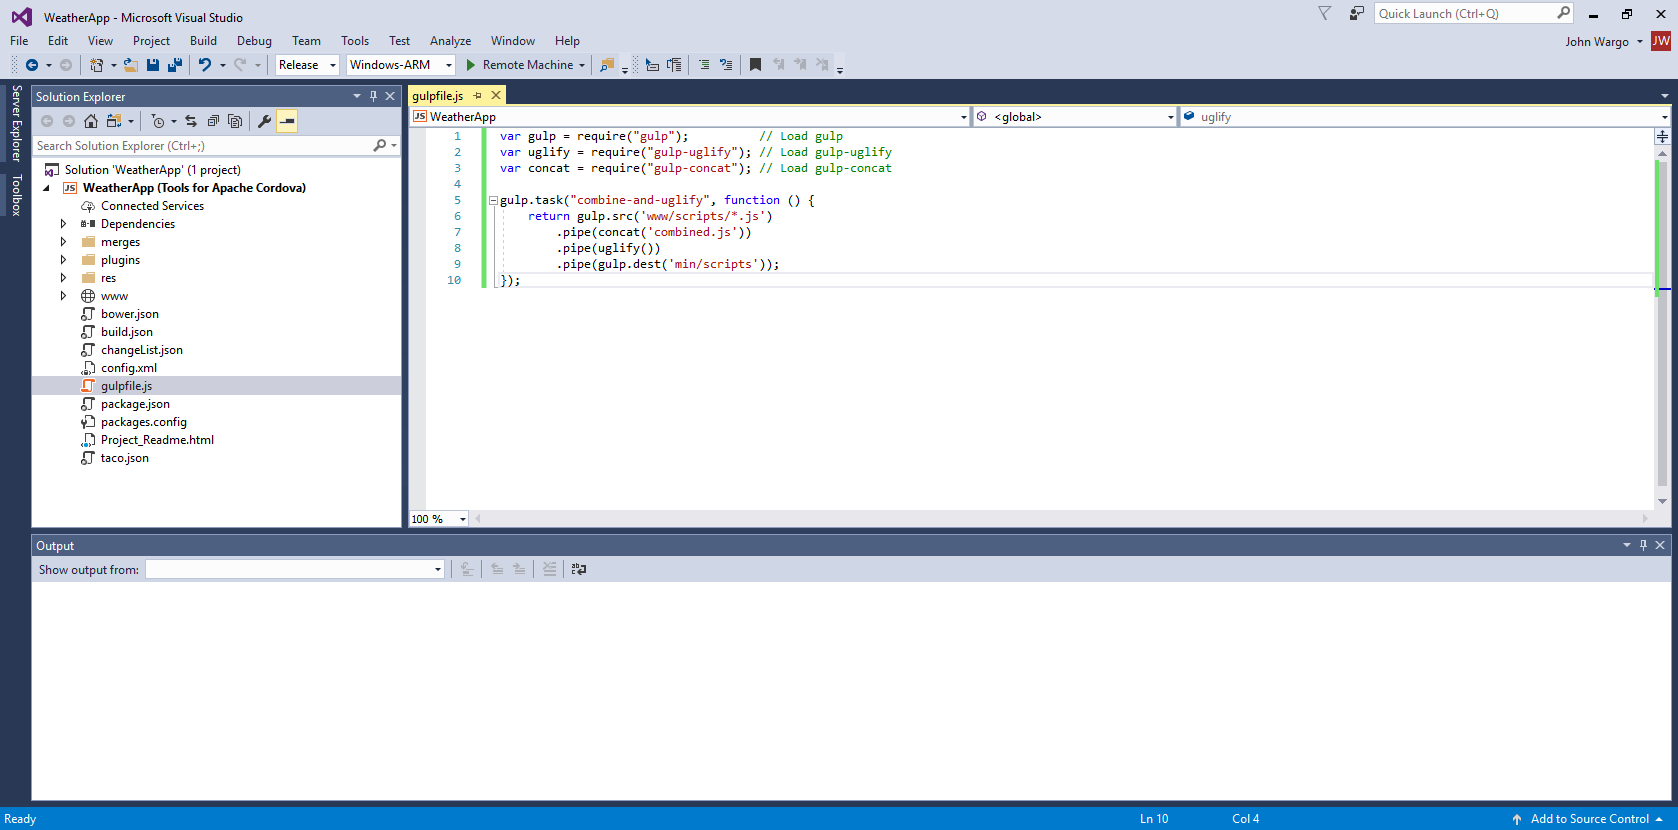 WeatherApp - Microsoft Visual Studio
Quick Launch (Ctrl+Q)
File Edit View Project Build Debug Team Tools Test Analyze Window Help
John Wargo JW
Release Windows-ARM Remote Machine
Server Explorer
Toolbox
Solution Explorer
Search Solution Explorer (Ctrl+;)
Solution 'WeatherApp' (1 project)
JS WeatherApp (Tools for Apache Cordova)
Connected Services
Dependencies
merges
plugins
res
www
bower.json
build.json
changeList.json
config.xml
gulpfile.js
package.json
packages.config
Project_Readme.html
taco.json
gulpfile.js
JS WeatherApp <global> uglify
1 var gulp = require("gulp"); // Load gulp
2 var uglify = require("gulp-uglify"); // Load gulp-uglify
3 var concat = require("gulp-concat"); // Load gulp-concat
4
5 gulp.task("combine-and-uglify", function () {
6 return gulp.src('www/scripts/*.js')
7 .pipe(concat('combined.js'))
8 .pipe(uglify())
9 .pipe(gulp.dest('min/scripts'));
10 });
100 %
Output
Show output from:
Ready Ln 10 Col 4 Add to Source Control